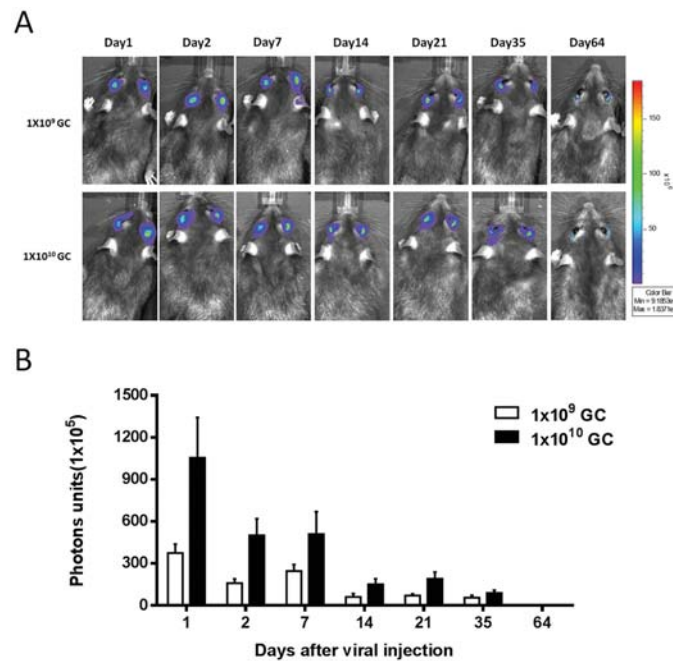 A
Day1 Day2 Day7 Day14 Day21 Day35 Day64
1X10⁹ GC
1X10¹⁰ GC
150
100
50
Color Bar
B
Photons units(1x10⁵)
1500
1200
900
600
300
0
1x10⁹ GC
1x10¹⁰ GC
1 2 7 14 21 35 64
Days after viral injection